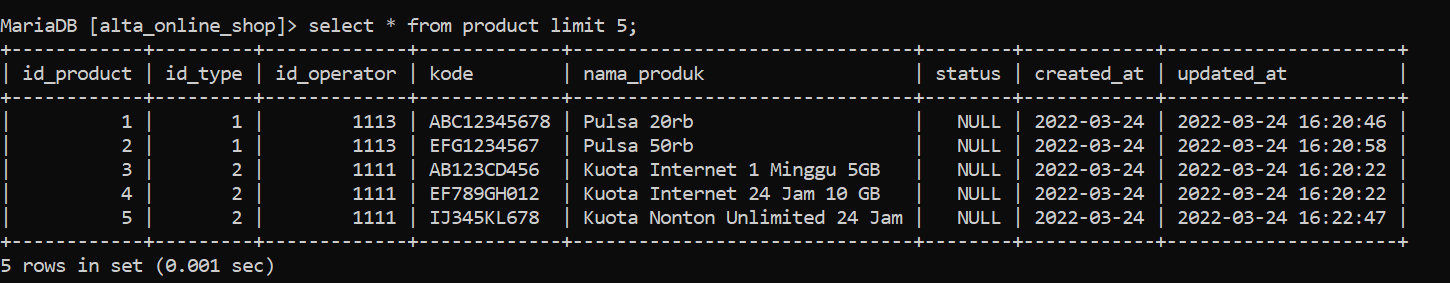 MariaDB [alta_online_shop]> select * from product limit 5;
+------------+---------+-------------+-------------+----------------------------+--------+------------+---------------------+
| id_product | id_type | id_operator | kode        | nama_produk                | status | created_at | updated_at          |
+------------+---------+-------------+-------------+----------------------------+--------+------------+---------------------+
|          1 |       1 |        1113 | ABC12345678 | Pulsa 20rb                 |   NULL | 2022-03-24 | 2022-03-24 16:20:46 |
|          2 |       1 |        1113 | EFG1234567  | Pulsa 50rb                 |   NULL | 2022-03-24 | 2022-03-24 16:20:58 |
|          3 |       2 |        1111 | AB123CD456  | Kuota Internet 1 Minggu 5GB |   NULL | 2022-03-24 | 2022-03-24 16:20:22 |
|          4 |       2 |        1111 | EF789GH012  | Kuota Internet 24 Jam 10 GB |   NULL | 2022-03-24 | 2022-03-24 16:20:22 |
|          5 |       2 |        1111 | IJ345KL678  | Kuota Nonton Unlimited 24 Jam |   NULL | 2022-03-24 | 2022-03-24 16:22:47 |
+------------+---------+-------------+-------------+----------------------------+--------+------------+---------------------+
5 rows in set (0.001 sec)